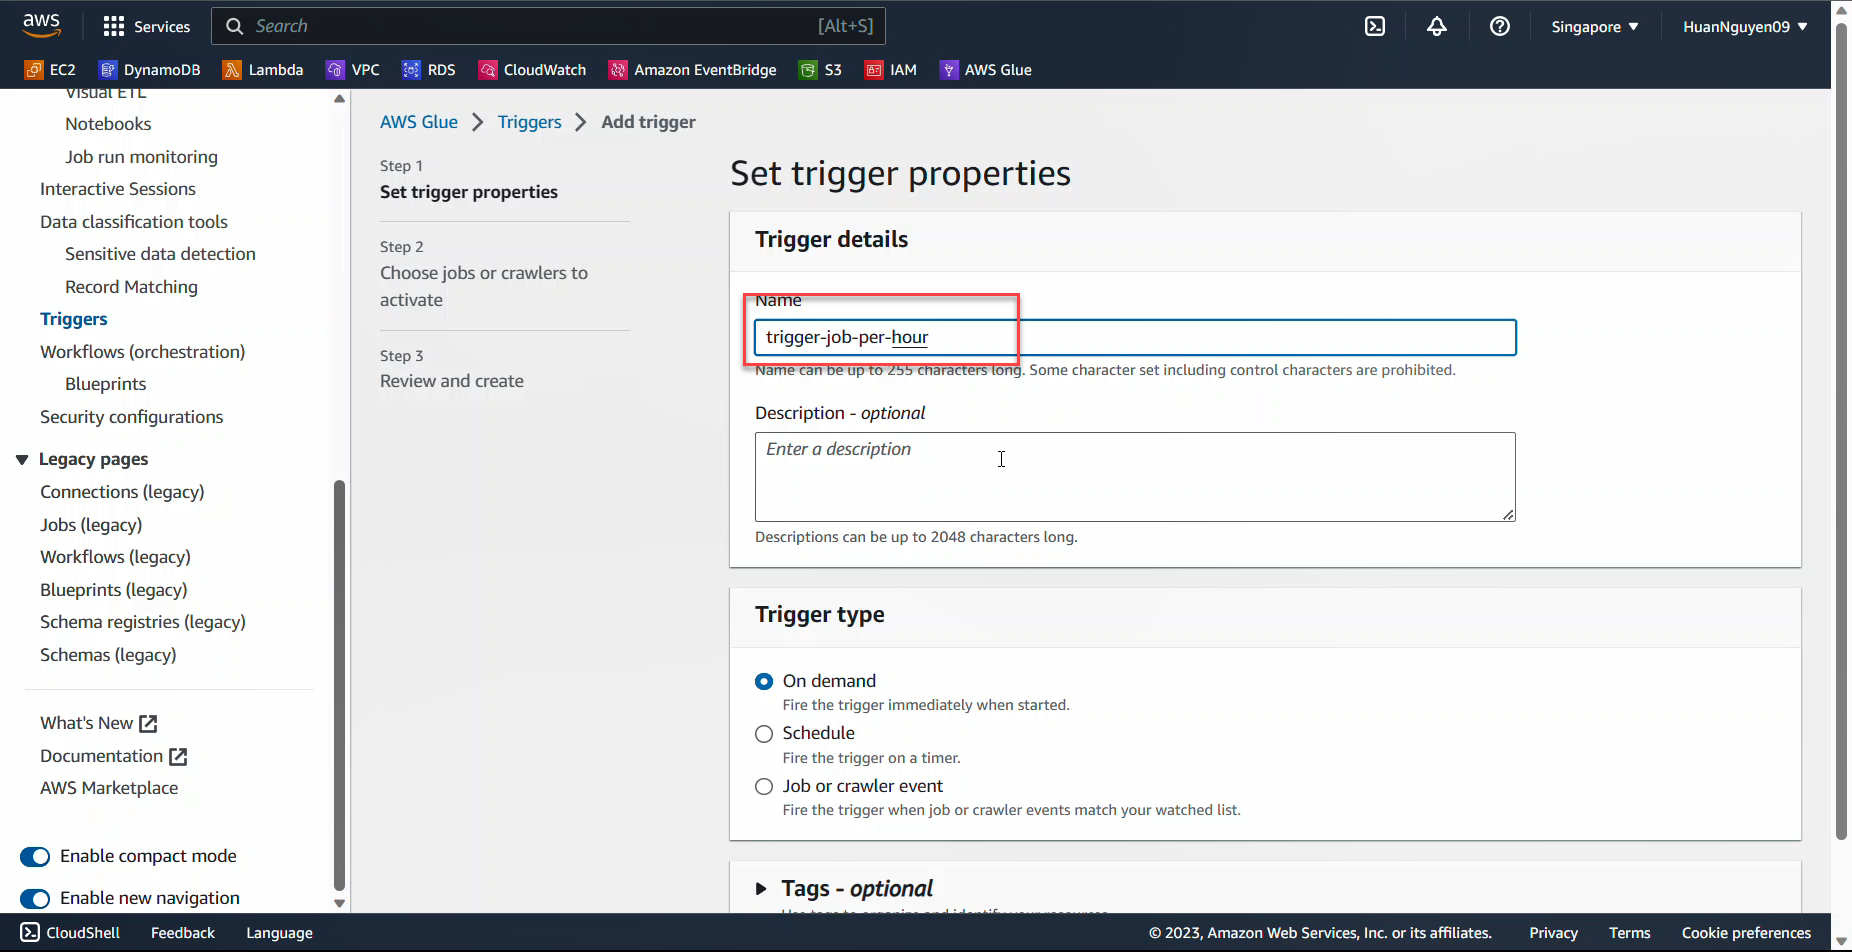 aws
Services
Search
[Alt+S]
Singapore
HuanNguyen09
EC2
DynamoDB
Lambda
VPC
RDS
CloudWatch
Amazon EventBridge
S3
IAM
AWS Glue
Visual ETL
Notebooks
Job run monitoring
Interactive Sessions
Data classification tools
Sensitive data detection
Record Matching
Triggers
Workflows (orchestration)
Blueprints
Security configurations
Legacy pages
Connections (legacy)
Jobs (legacy)
Workflows (legacy)
Blueprints (legacy)
Schema registries (legacy)
Schemas (legacy)
What's New
Documentation
AWS Marketplace
Enable compact mode
Enable new navigation
AWS Glue
Triggers
Add trigger
Step 1
Set trigger properties
Step 2
Choose jobs or crawlers to
activate
Step 3
Review and create
Set trigger properties
Trigger details
Name
trigger-job-per-hour
Name can be up to 255 characters long. Some character set including control characters are prohibited.
Description - optional
Enter a description
Descriptions can be up to 2048 characters long.
Trigger type
On demand
Fire the trigger immediately when started.
Schedule
Fire the trigger on a timer.
Job or crawler event
Fire the trigger when job or crawler events match your watched list.
Tags - optional
Use tags to organize and identify your resources.
CloudShell
Feedback
Language
© 2023, Amazon Web Services, Inc. or its affiliates.
Privacy
Terms
Cookie preferences